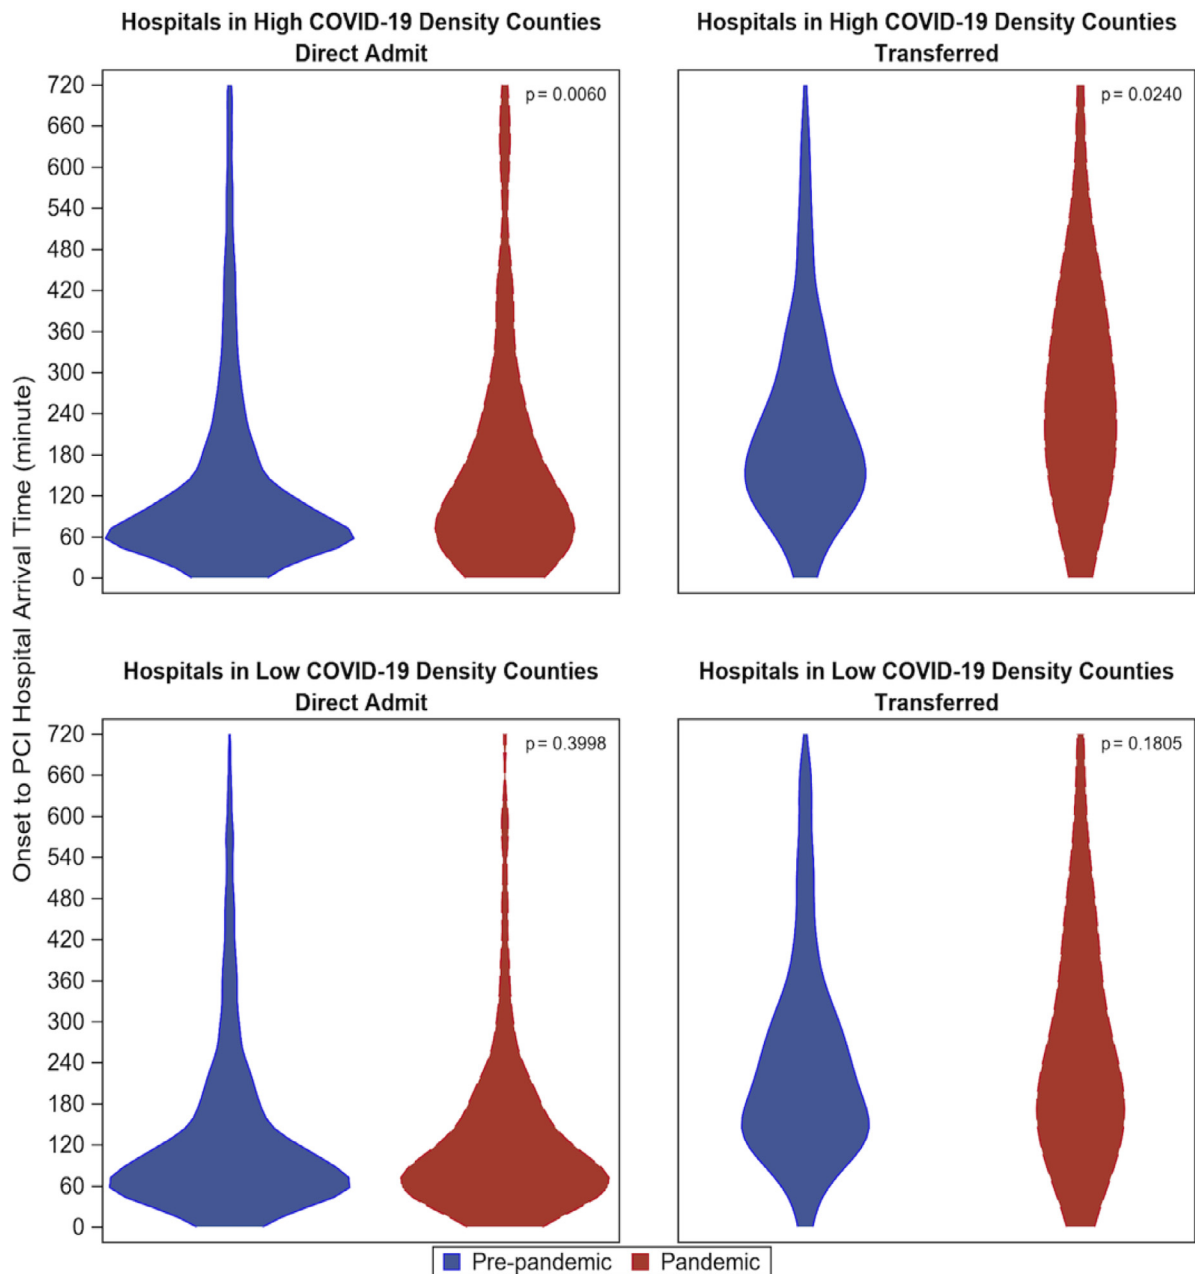 Hospitals in High COVID-19 Density Counties
Direct Admit
Hospitals in High COVID-19 Density Counties
Transferred
p = 0.0060
p = 0.0240
720
660
600
540
480
420
360
300
240
180
120
60
0
Onset to PCI Hospital Arrival Time (minute)
Hospitals in Low COVID-19 Density Counties
Direct Admit
Hospitals in Low COVID-19 Density Counties
Transferred
p = 0.3998
p = 0.1805
720
660
600
540
480
420
360
300
240
180
120
60
0
Pre-pandemic Pandemic